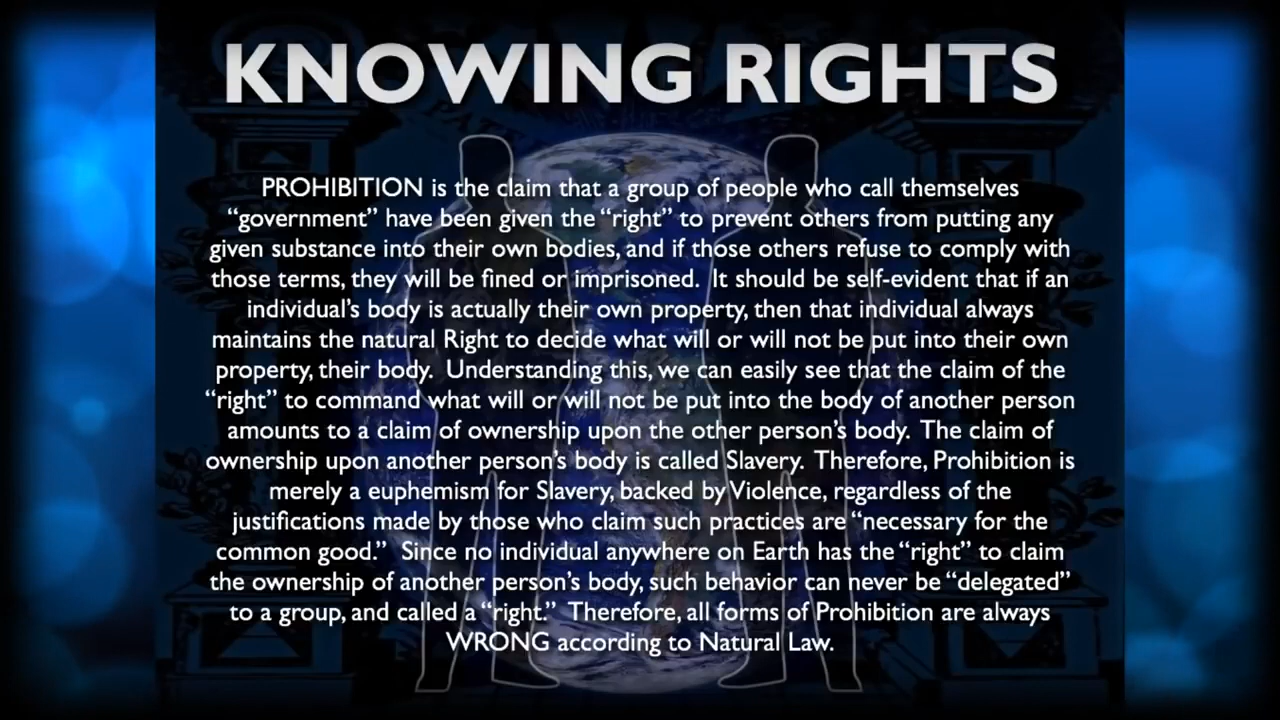 KNOWING RIGHTS
PROHIBITION is the claim that a group of people who call themselves
“government” have been given the “right” to prevent others from putting any
given substance into their own bodies, and if those others refuse to comply with
those terms, they will be fined or imprisoned.  It should be self-evident that if an
individual’s body is actually their own property, then that individual always
maintains the natural Right to decide what will or will not be put into their own
property, their body.  Understanding this, we can easily see that the claim of the
“right” to command what will or will not be put into the body of another person
amounts to a claim of ownership upon the other person’s body.  The claim of
ownership upon another person’s body is called Slavery.  Therefore, Prohibition is
merely a euphemism for Slavery, backed by Violence, regardless of the
justifications made by those who claim such practices are “necessary for the
common good.”  Since no individual anywhere on Earth has the “right” to claim
the ownership of another person’s body, such behavior can never be “delegated”
to a group, and called a “right.”  Therefore, all forms of Prohibition are always
WRONG according to Natural Law.